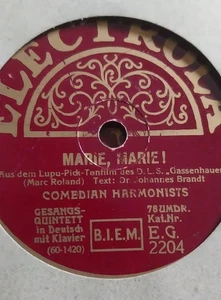 ELECTROLA
MARIE, MARIE!
Aus dem Lupu-Pick-Tonfilm des D.L.S. „Gassenhauer"
(Marc Roland) Text: Dr. Johannes Brandt
COMEDIAN HARMONISTS
GESANGS-
QUINTETT
in Deutsch
mit Klavier
(60-1420)
B.I.E.M.
78UMDR.
Kat.Nr.
E.G.
2204